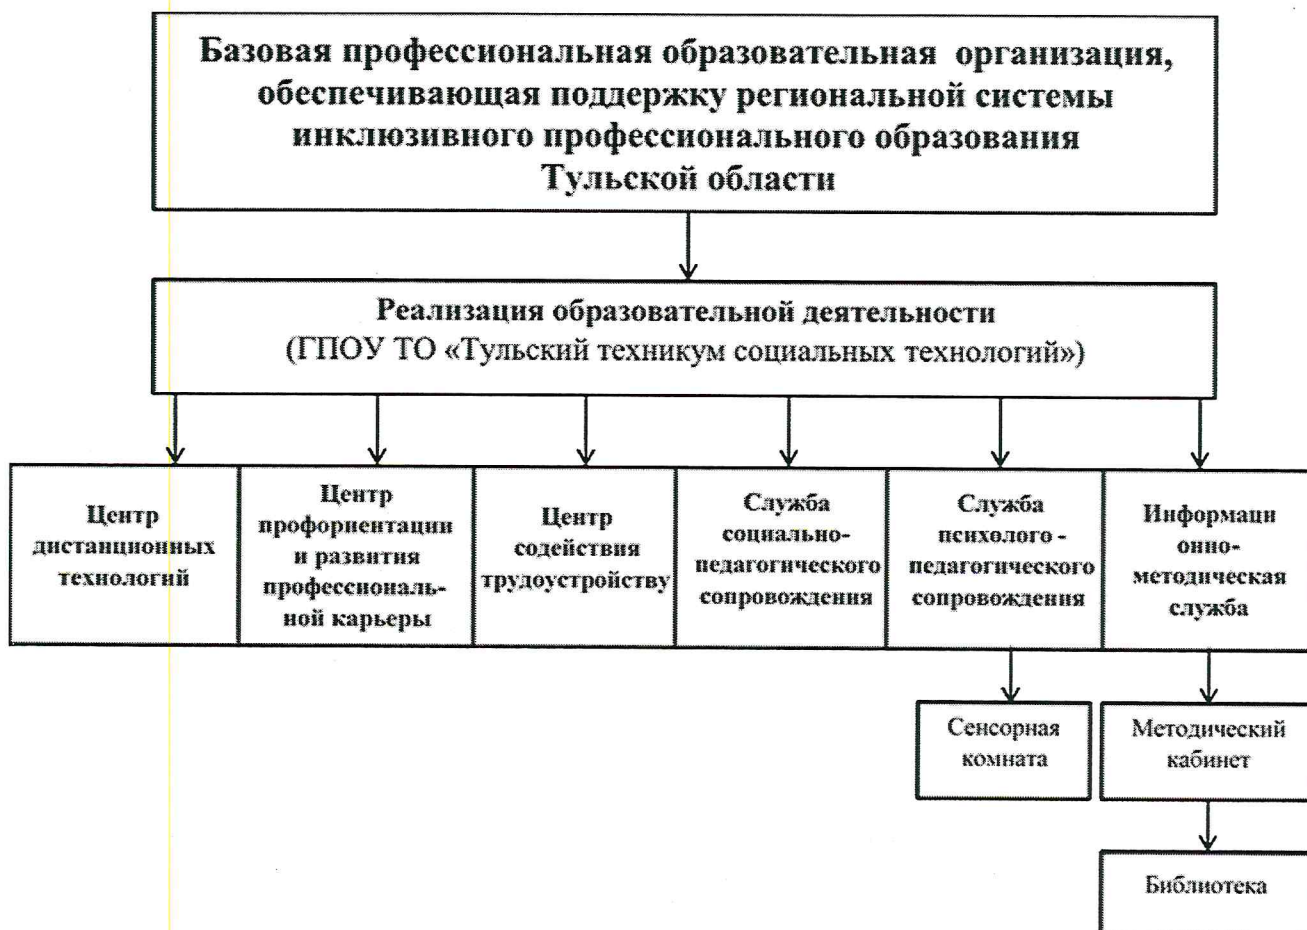 Базовая профессиональная образовательная организация,
обеспечивающая поддержку региональной системы
инклюзивного профессионального образования
Тульской области
Реализация образовательной деятельности
(ГПОУ ТО «Тульский техникум социальных технологий»)
Центр
дистанционных
технологий
Центр
профориентации
и развития
профессиональ-
ной карьеры
Центр
содействия
трудоустройству
Служба
социально-
педагогического
сопровождения
Служба
психолого -
педагогического
сопровождения
Информаци
онно-
методическая
служба
Сенсорная
комната
Методический
кабинет
Библиотека